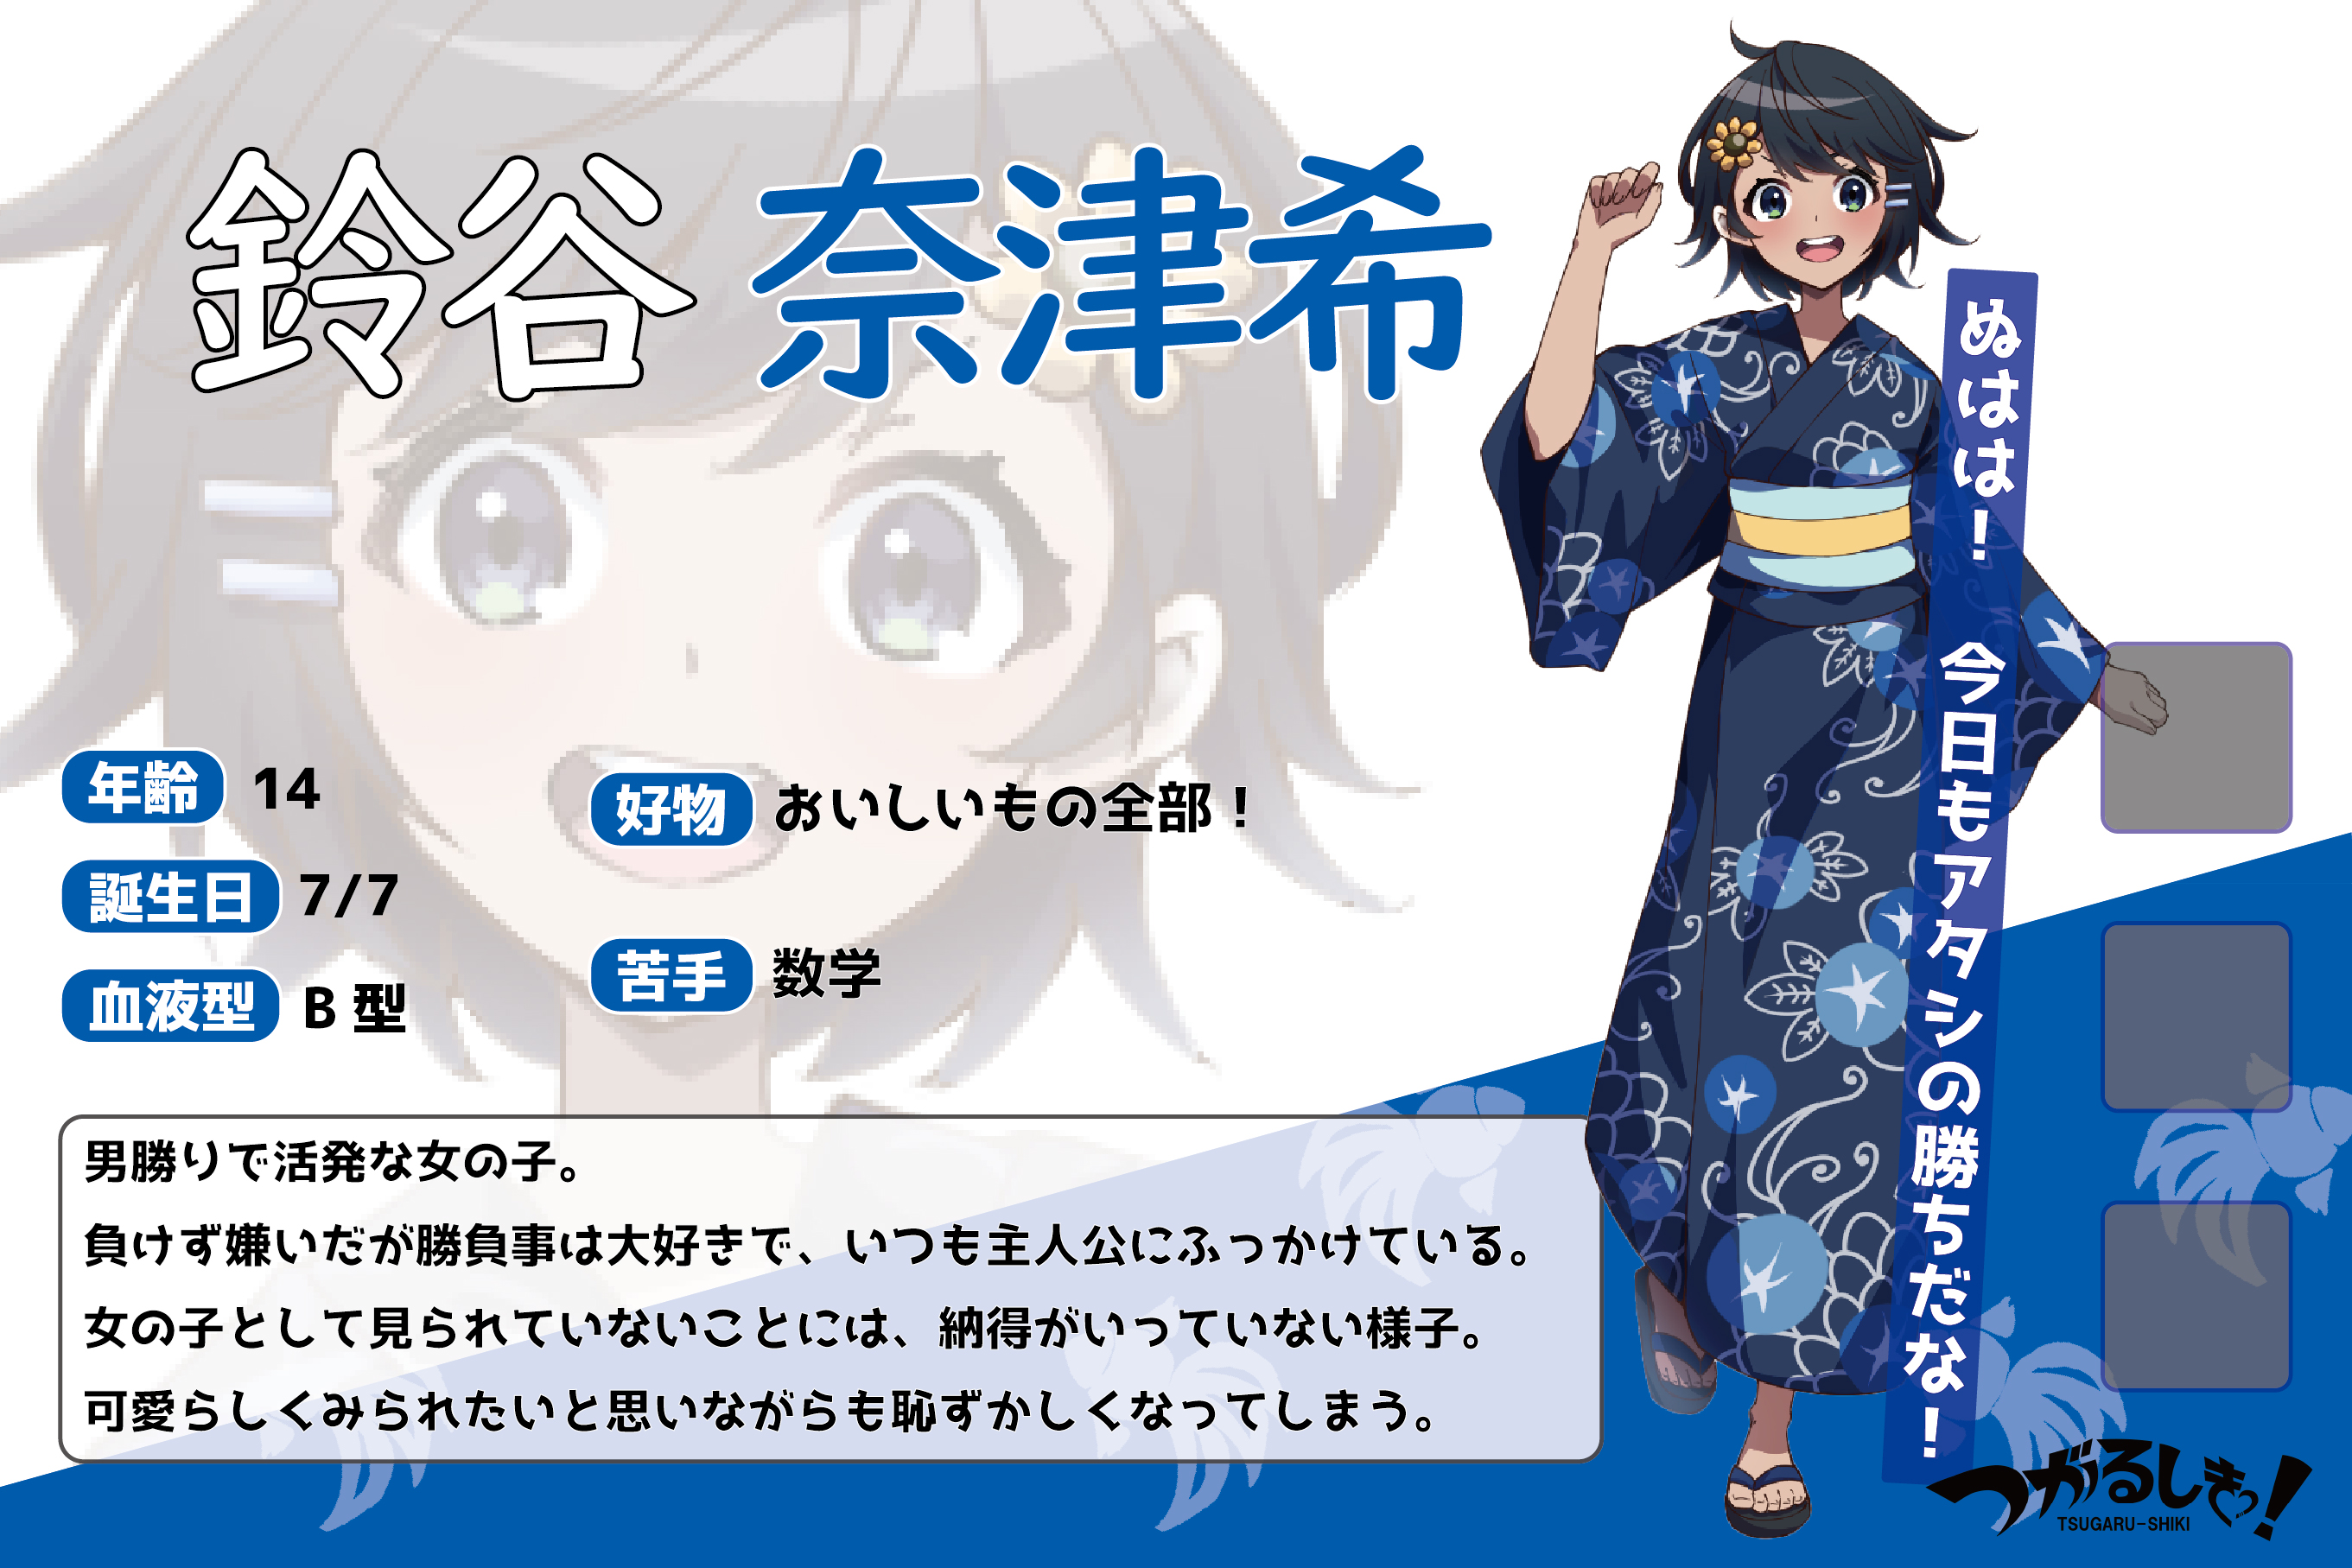 鈴谷 奈津希
ぬはは！ 今日もアタシの勝ちだな！
年齢 14
誕生日 7/7
血液型 B型
好物 おいしいもの全部！
苦手 数学
男勝りで活発な女の子。
負けず嫌いだが勝負事は大好きで、いつも主人公にふっかけている。
女の子として見られていないことには、納得がいっていない様子。
可愛らしくみられたいと思いながらも恥ずかしくなってしまう。
つがるしきっ！
TSUGARU-SHIKI